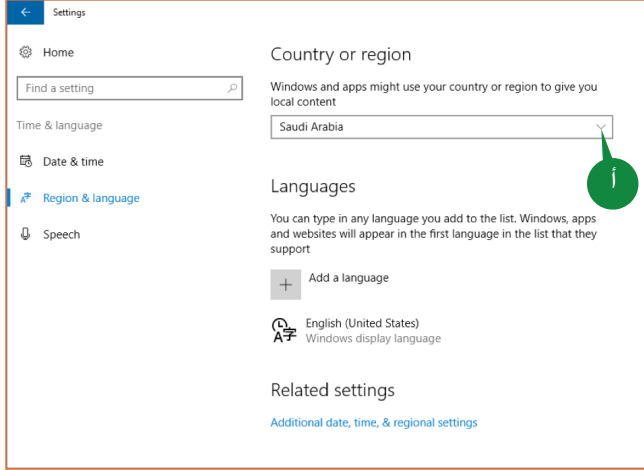 Settings
Home
Find a setting
Time & language
Date & time
Region & language
Speech
Country or region
Windows and apps might use your country or region to give you
local content
Saudi Arabia
أ
Languages
You can type in any language you add to the list. Windows, apps
and websites will appear in the first language in the list that they
support
Add a language
English (United States)
Windows display language
Related settings
Additional date, time, & regional settings